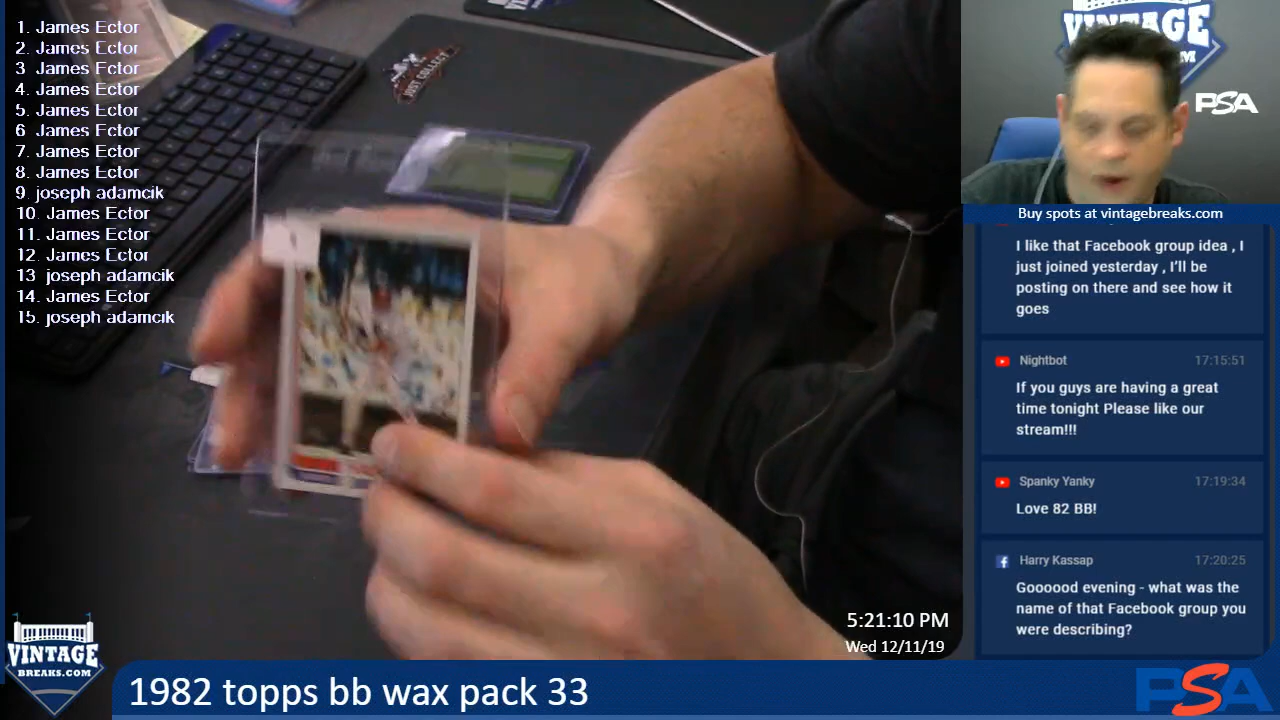 1. James Ector
2. James Ector
3 James Ector
4 James Ector
5 James Ector
6 James Ector
7. James Ector
8. James Ector
9. joseph adamcik
10. James Ector
11. James Ector
12. James Ector
13 joseph adamcik
14. James Ector
15. joseph adamcik
JUST COLLECT
VINTAGE
PSA
Buy spots at vintagebreaks.com
I like that Facebook group idea , I
just joined yesterday , I'll be
posting on there and see how it
goes
Nightbot 17:15:51
If you guys are having a great
time tonight Please like our
stream!!!
Spanky Yanky 17:19:34
Love 82 BB!
Harry Kassap 17:20:25
Goooood evening - what was the
name of that Facebook group you
were describing?
5:21:10 PM
Wed 12/11/19
VINTAGE
BREAKS.COM
1982 topps bb wax pack 33
PSA